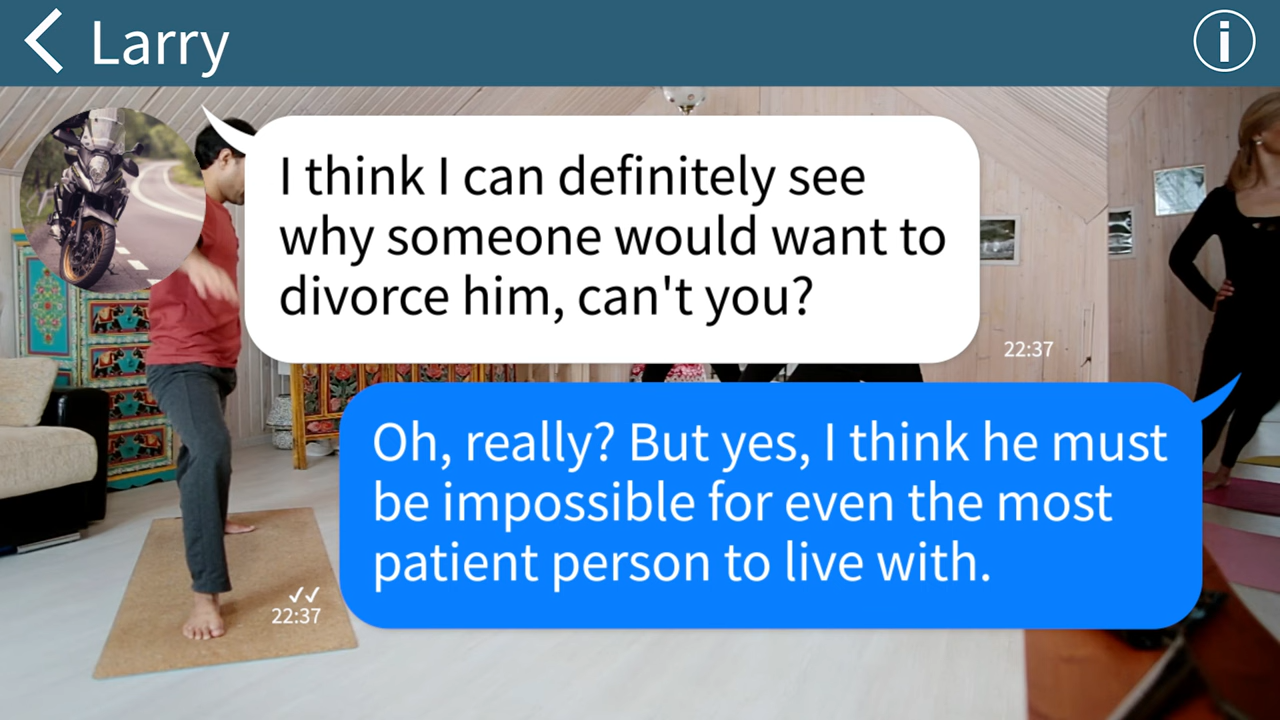 Larry
I think I can definitely see
why someone would want to
divorce him, can't you?
22:37
Oh, really? But yes, I think he must
be impossible for even the most
patient person to live with.
22:37